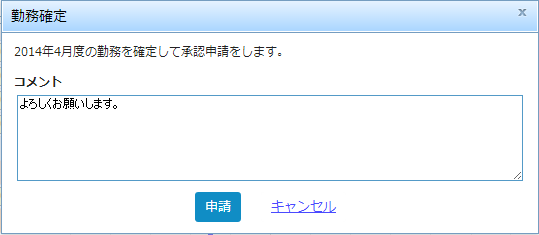 勤務確定
x
2014年4月度の勤務を確定して承認申請をします。
コメント
よろしくお願いします。
申請 キャンセル